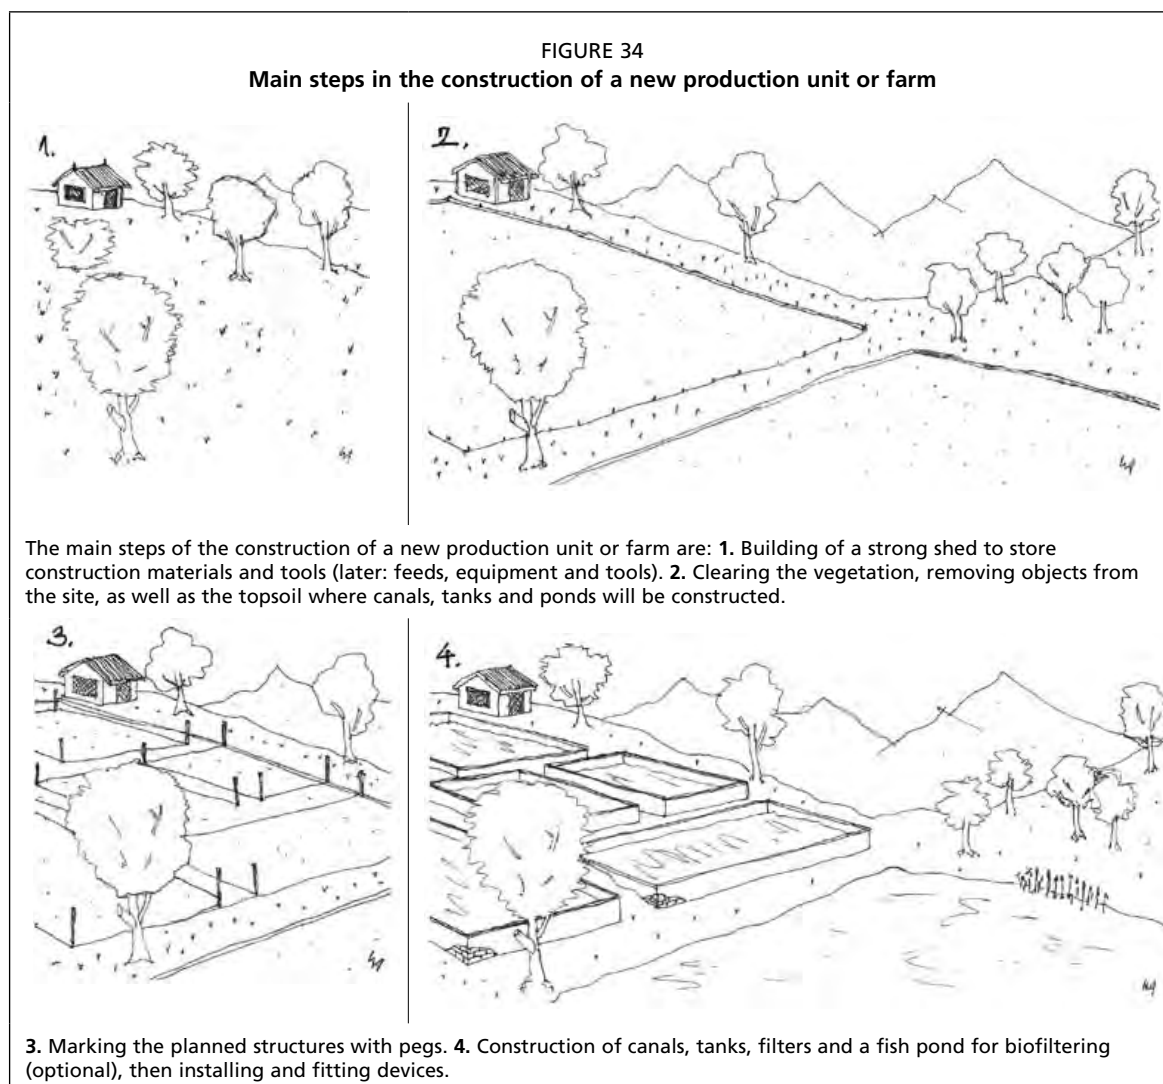 FIGURE 34
Main steps in the construction of a new production unit or farm
1.
2.
The main steps of the construction of a new production unit or farm are: 1. Building of a strong shed to store
construction materials and tools (later: feeds, equipment and tools). 2. Clearing the vegetation, removing objects from
the site, as well as the topsoil where canals, tanks and ponds will be constructed.
3.
4.
3. Marking the planned structures with pegs. 4. Construction of canals, tanks, filters and a fish pond for biofiltering
(optional), then installing and fitting devices.